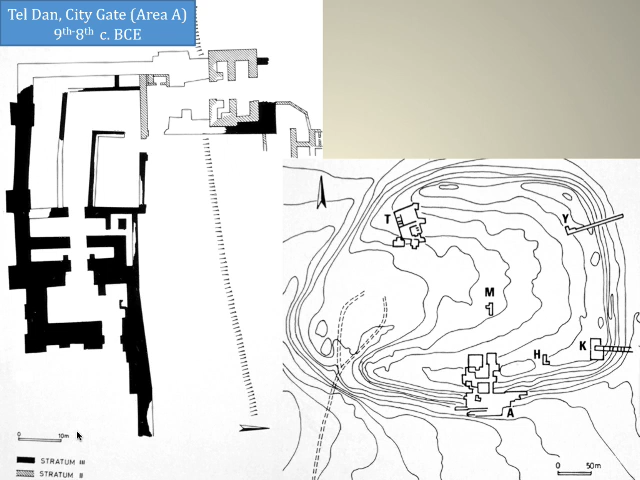 Tel Dan, City Gate (Area A)
9th-8th c. BCE
T
Y
M
H
K
A
0 10m
0 50m
STRATUM III
STRATUM II